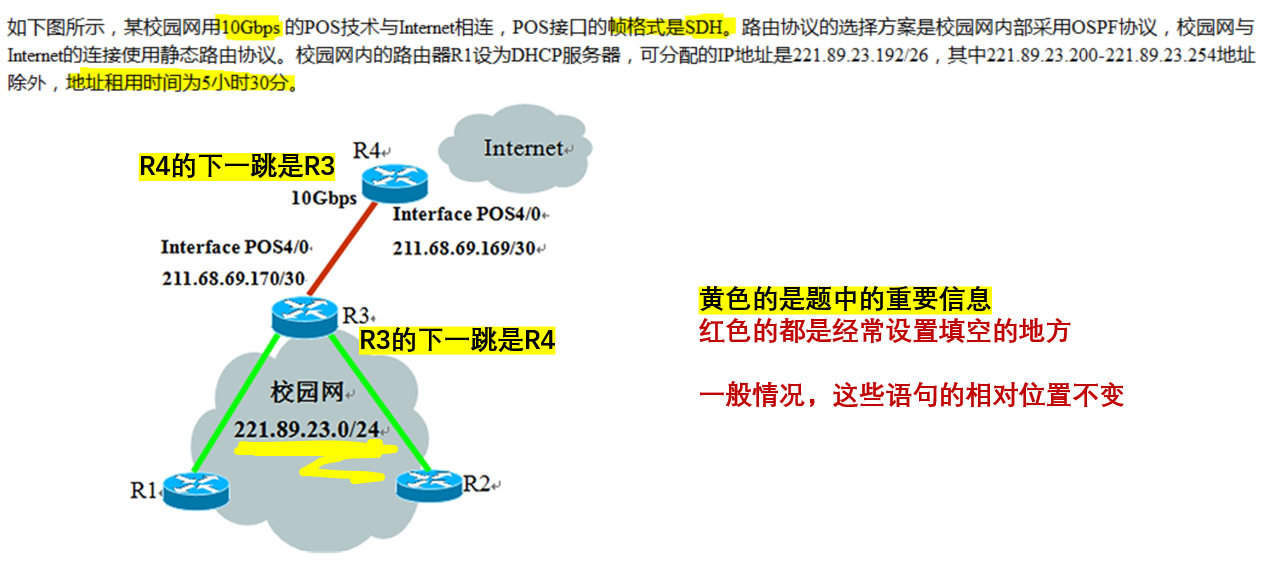 如下图所示，某校园网用10Gbps 的POS技术与Internet相连，POS接口的帧格式是SDH。路由协议的选择方案是校园网内部采用OSPF协议，校园网与
Internet的连接使用静态路由协议。校园网内的路由器R1设为DHCP服务器，可分配的IP地址是221.89.23.192/26，其中221.89.23.200-221.89.23.254地址
除外，地址租用时间为5小时30分。
R4的下一跳是R3
R4
Internet
10Gbps
Interface POS4/0
211.68.69.169/30
Interface POS4/0
211.68.69.170/30
R3
R3的下一跳是R4
校园网
221.89.23.0/24
R1
R2
黄色的是题中的重要信息
红色的都是经常设置填空的地方
一般情况，这些语句的相对位置不变